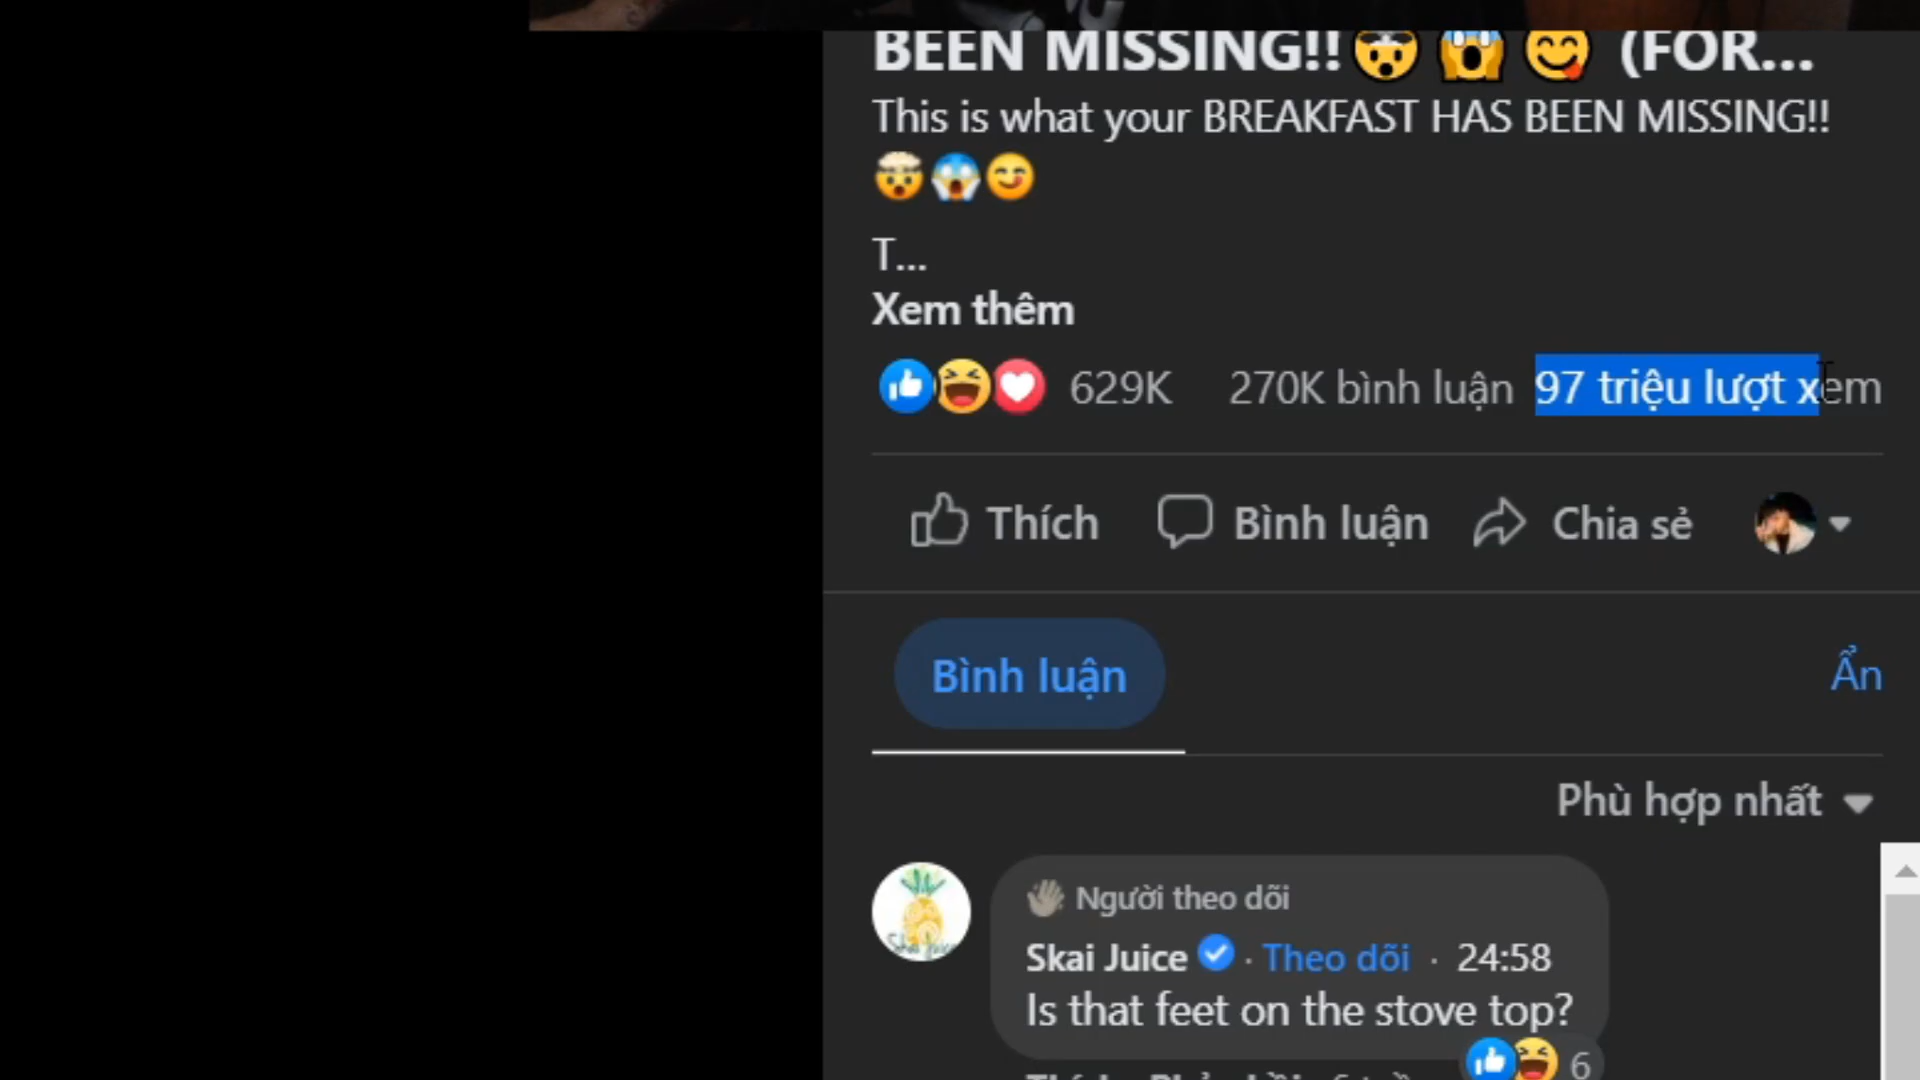 BEEN MISSING!!🤯 😱 😋 (FOR...
This is what your BREAKFAST HAS BEEN MISSING!!
🤯😱😋
T...
Xem thêm
629K 270K bình luận 97 triệu lượt xem
Thích Bình luận Chia sẻ
Bình luận Ẩn
Phù hợp nhất
Người theo dõi
Skai Juice · Theo dõi · 24:58
Is that feet on the stove top?
6